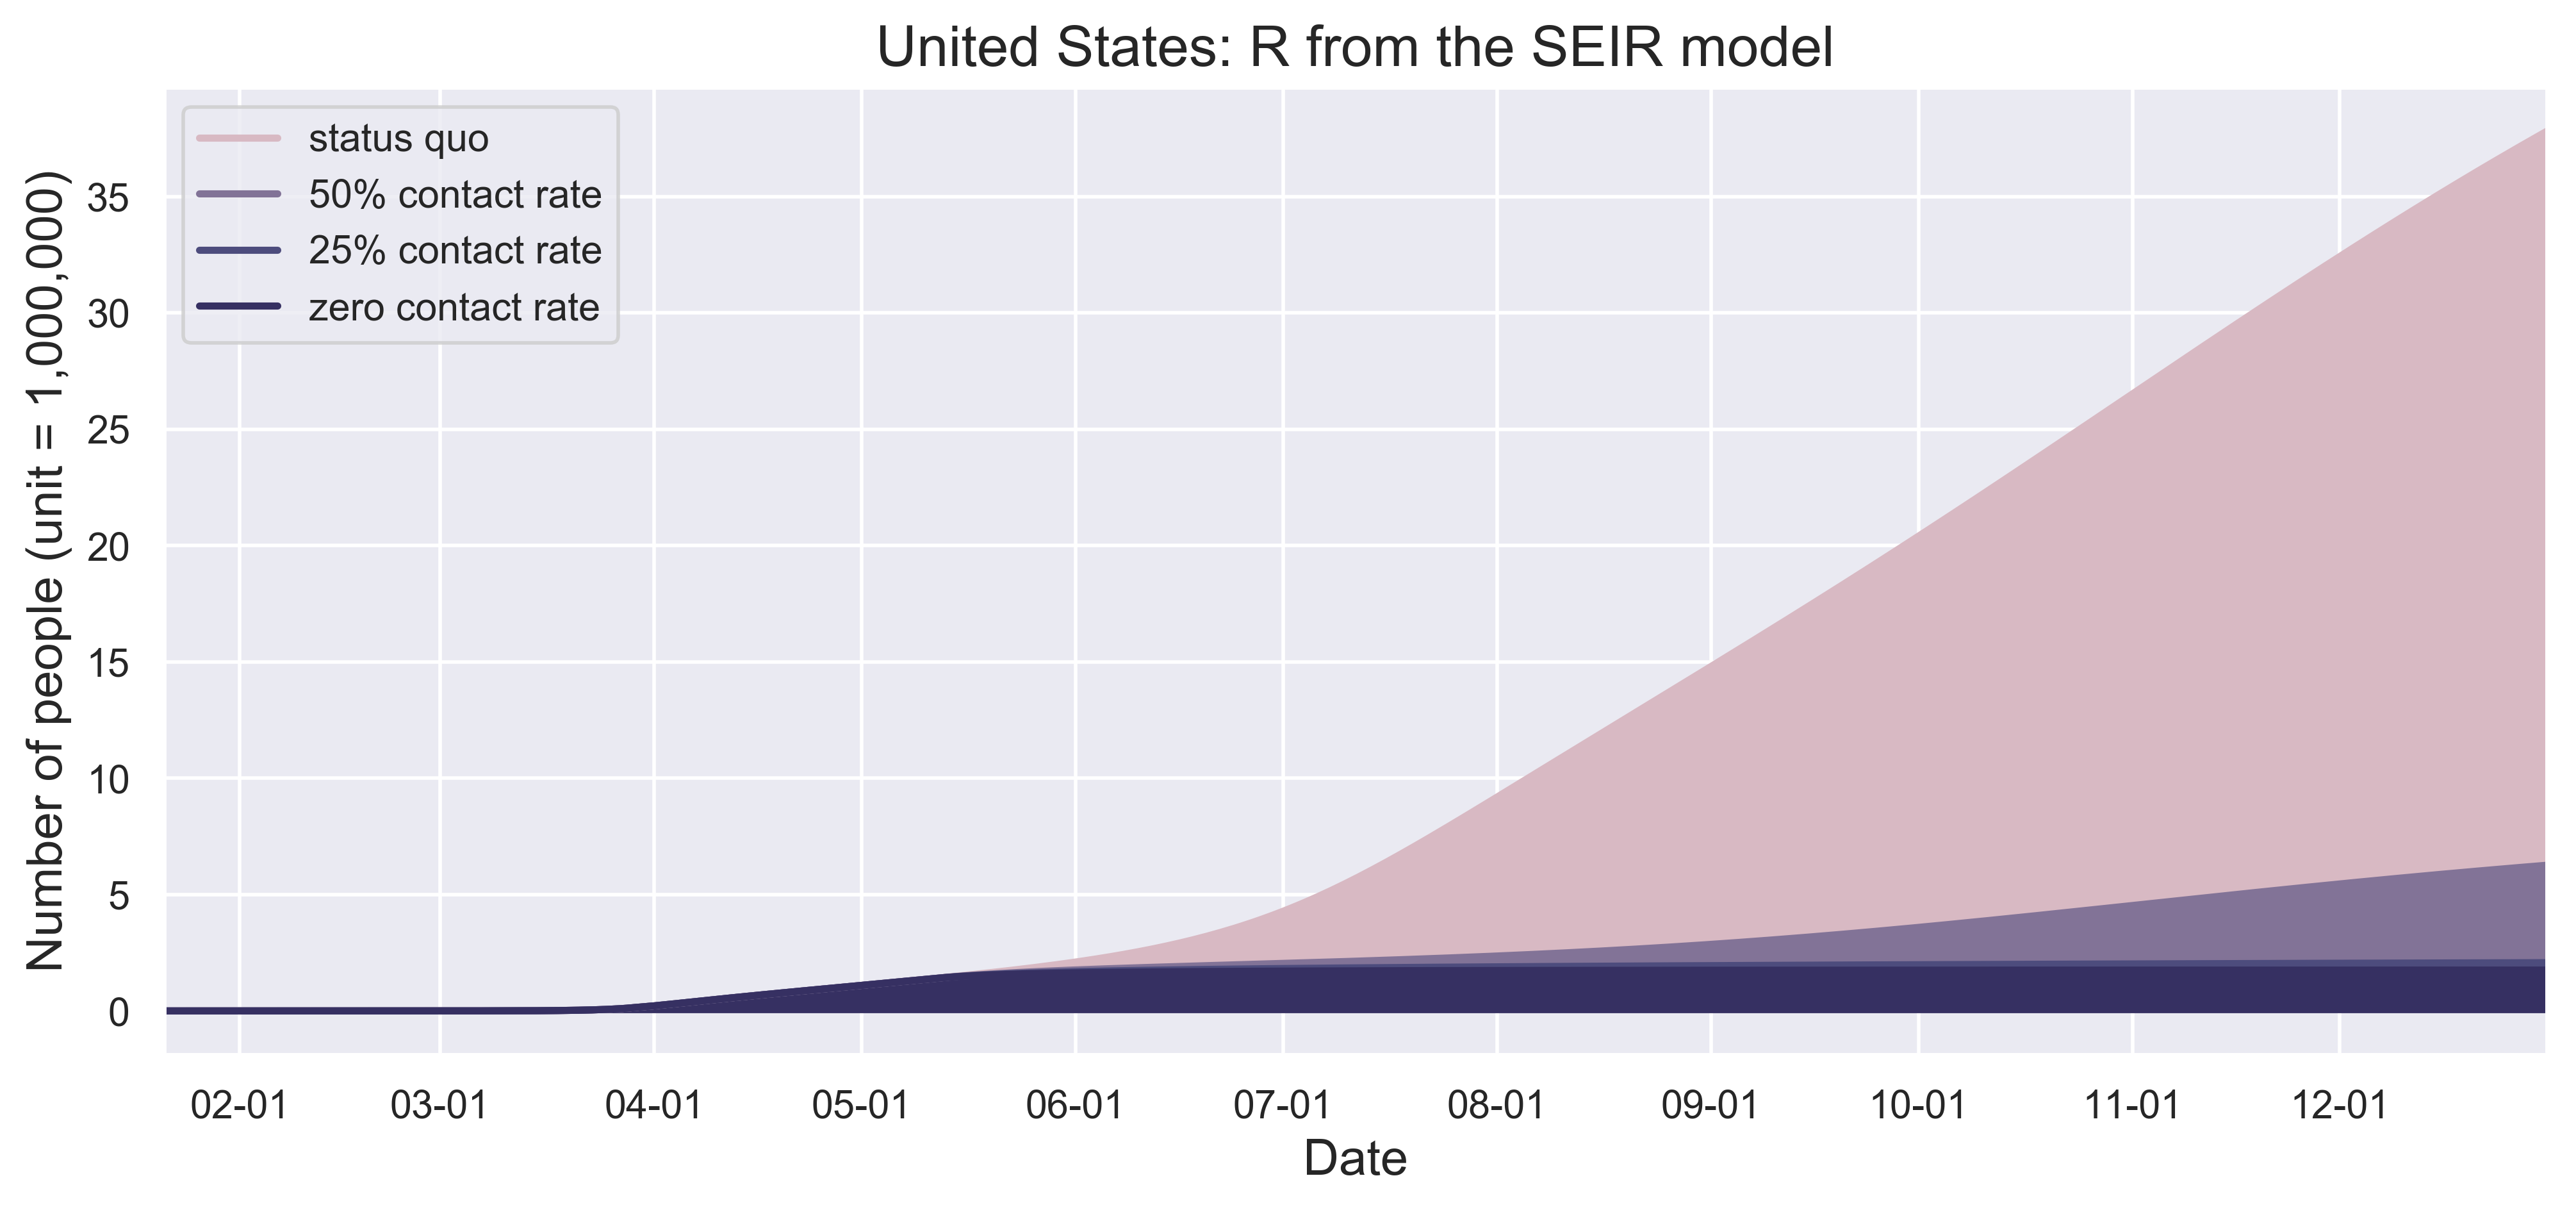 United States: R from the SEIR model
status quo
50% contact rate
25% contact rate
zero contact rate
Number of people (unit = 1,000,000)
35
30
25
20
15
10
5
0
02-01 03-01 04-01 05-01 06-01 07-01 08-01 09-01 10-01 11-01 12-01
Date